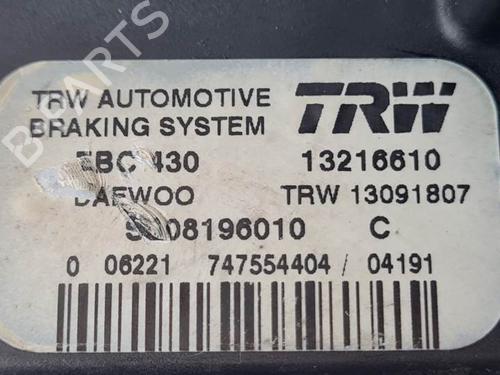 TRW AUTOMOTIVE
BRAKING SYSTEM
TRW
EBC 430
13216610
DAEWOO
TRW 13091807
08196010 C
0 06221 747554404 / 04191